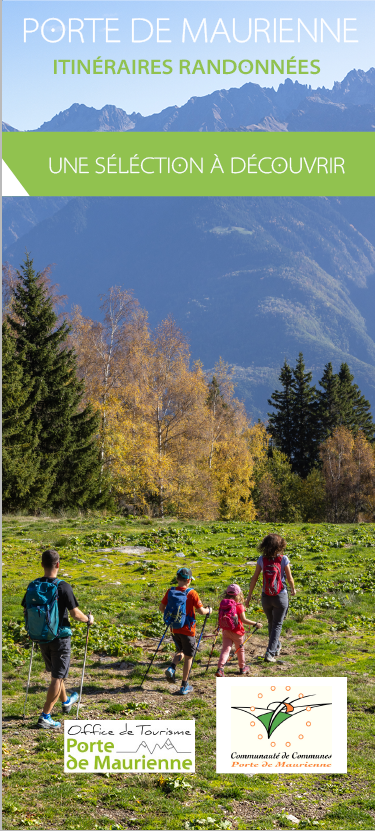 PORTE DE MAURIENNE
ITINÉRAIRES RANDONNÉES
UNE SÉLÉCTION À DÉCOUVRIR
Office de Tourisme
Porte
de Maurienne
Communauté de Communes
Porte de Maurienne